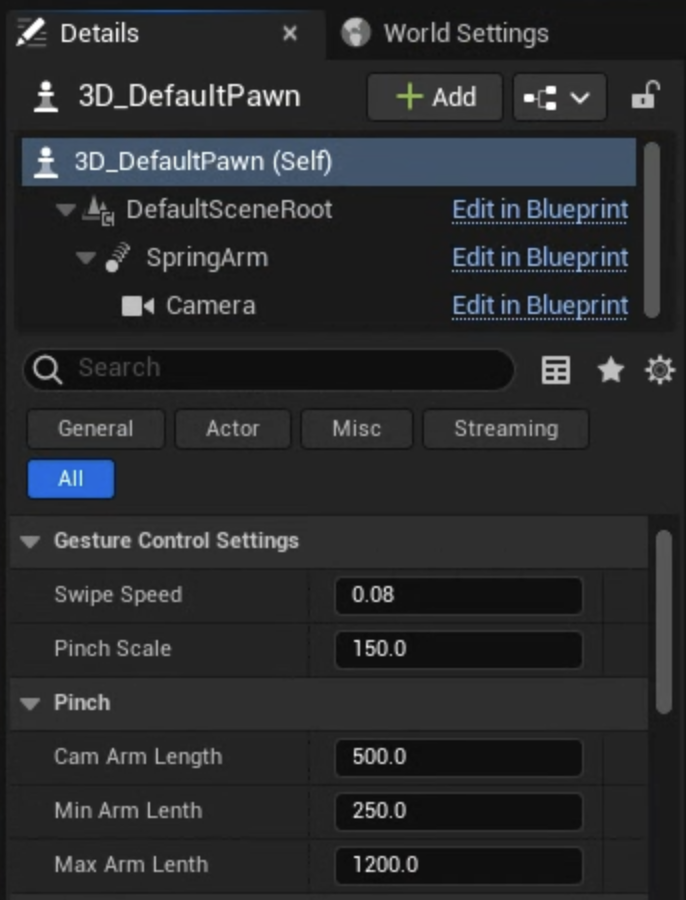 Details
World Settings
3D_DefaultPawn
Add
3D_DefaultPawn (Self)
DefaultSceneRoot Edit in Blueprint
SpringArm Edit in Blueprint
Camera Edit in Blueprint
Search
General Actor Misc Streaming
All
Gesture Control Settings
Swipe Speed 0.08
Pinch Scale 150.0
Pinch
Cam Arm Length 500.0
Min Arm Lenth 250.0
Max Arm Lenth 1200.0